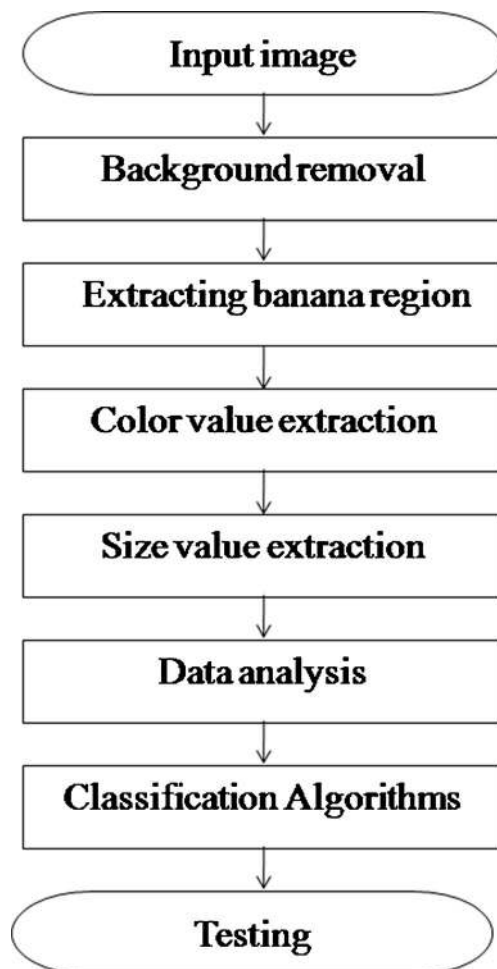 Input image
Background removal
Extracting banana region
Color value extraction
Size value extraction
Data analysis
Classification Algorithms
Testing